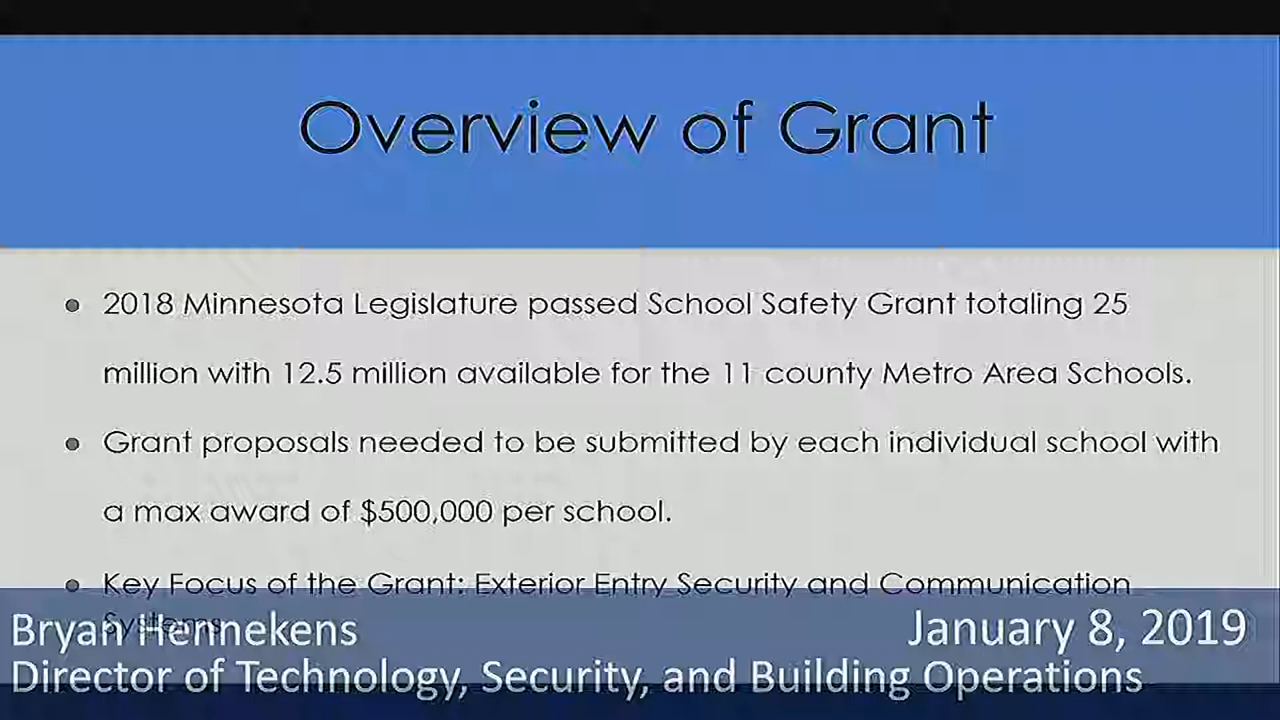 Overview of Grant
• 2018 Minnesota Legislature passed School Safety Grant totaling 25
million with 12.5 million available for the 11 county Metro Area Schools.
• Grant proposals needed to be submitted by each individual school with
a max award of $500,000 per school.
• Key Focus of the Grant: Exterior Entry Security and Communication
Systems
Bryan Hennekens
January 8, 2019
Director of Technology, Security, and Building Operations